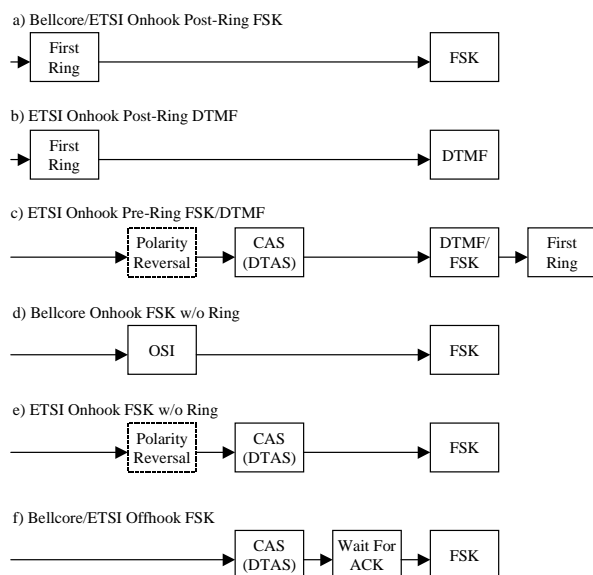 a) Bellcore/ETSI Onhook Post-Ring FSK
First
Ring
FSK
b) ETSI Onhook Post-Ring DTMF
First
Ring
DTMF
c) ETSI Onhook Pre-Ring FSK/DTMF
Polarity
Reversal
CAS
(DTAS)
DTMF/
FSK
First
Ring
d) Bellcore Onhook FSK w/o Ring
OSI
FSK
e) ETSI Onhook FSK w/o Ring
Polarity
Reversal
CAS
(DTAS)
FSK
f) Bellcore/ETSI Offhook FSK
CAS
(DTAS)
Wait For
ACK
FSK